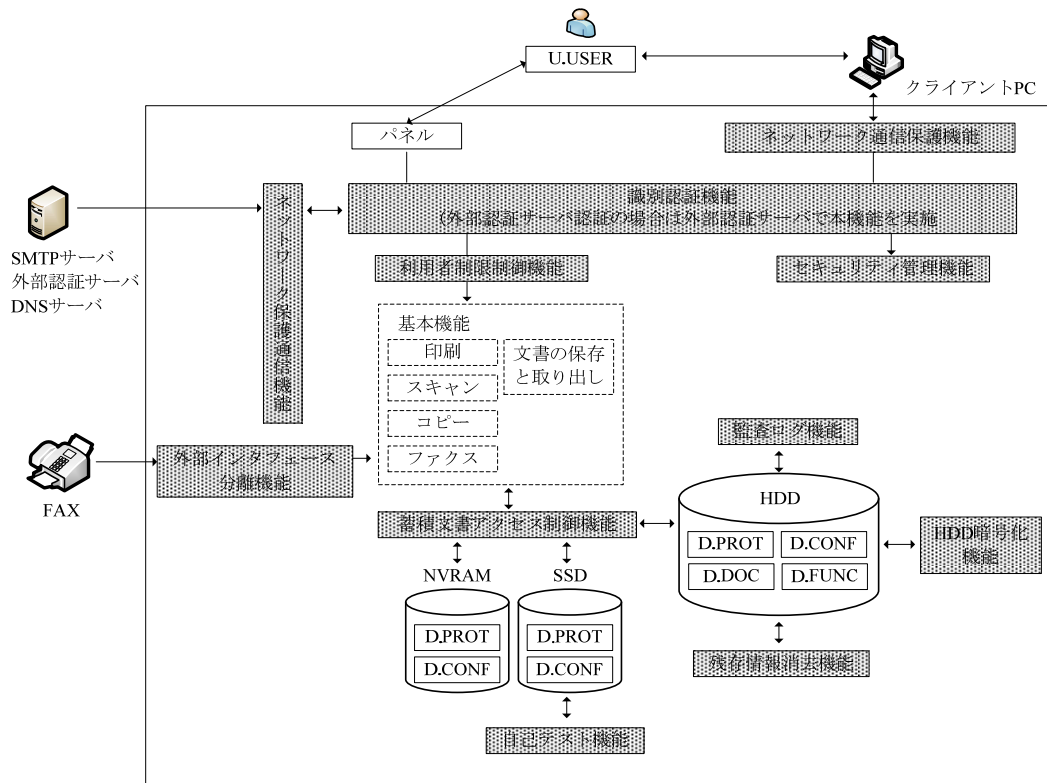 U.USER
クライアントPC
パネル
ネットワーク通信保護機能
識別認証機能
(外部認証サーバ認証の場合は外部認証サーバで本機能を実施
ネットワーク保護通信機能
SMTPサーバ
外部認証サーバ
DNSサーバ
利用者制限制御機能
セキュリティ管理機能
基本機能
印刷
スキャン
コピー
ファクス
文書の保存
と取り出し
FAX
外部インタフェース
分離機能
監査ログ機能
HDD
D.PROT
D.CONF
D.DOC
D.FUNC
HDD暗号化
機能
蓄積文書アクセス制御機能
NVRAM
D.PROT
D.CONF
SSD
D.PROT
D.CONF
残存情報消去機能
自己テスト機能